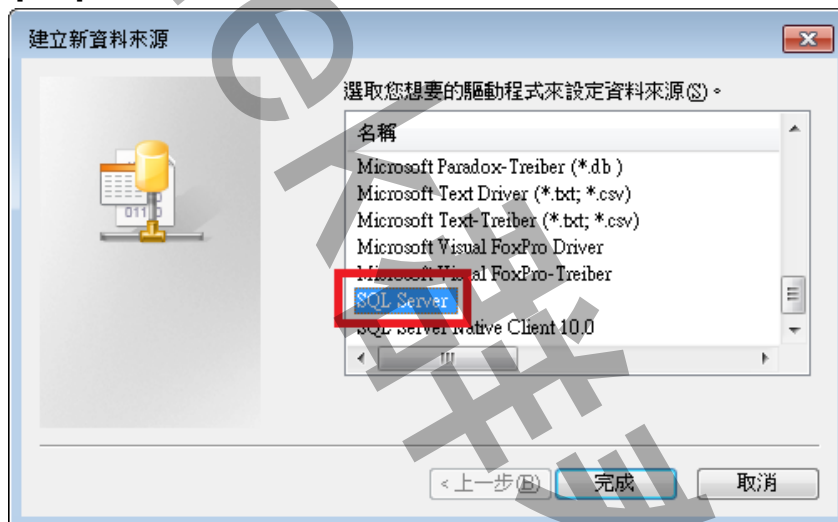 建立新資料來源
選取您想要的驅動程式來設定資料來源(S)。
名稱
Microsoft Paradox-Treiber (*.db )
Microsoft Text Driver (*.txt; *.csv)
Microsoft Text-Treiber (*.txt; *.csv)
Microsoft Visual FoxPro Driver
Microsoft Visual FoxPro-Treiber
SQL Server
SQL Server Native Client 10.0
<上一步(B)
完成
取消